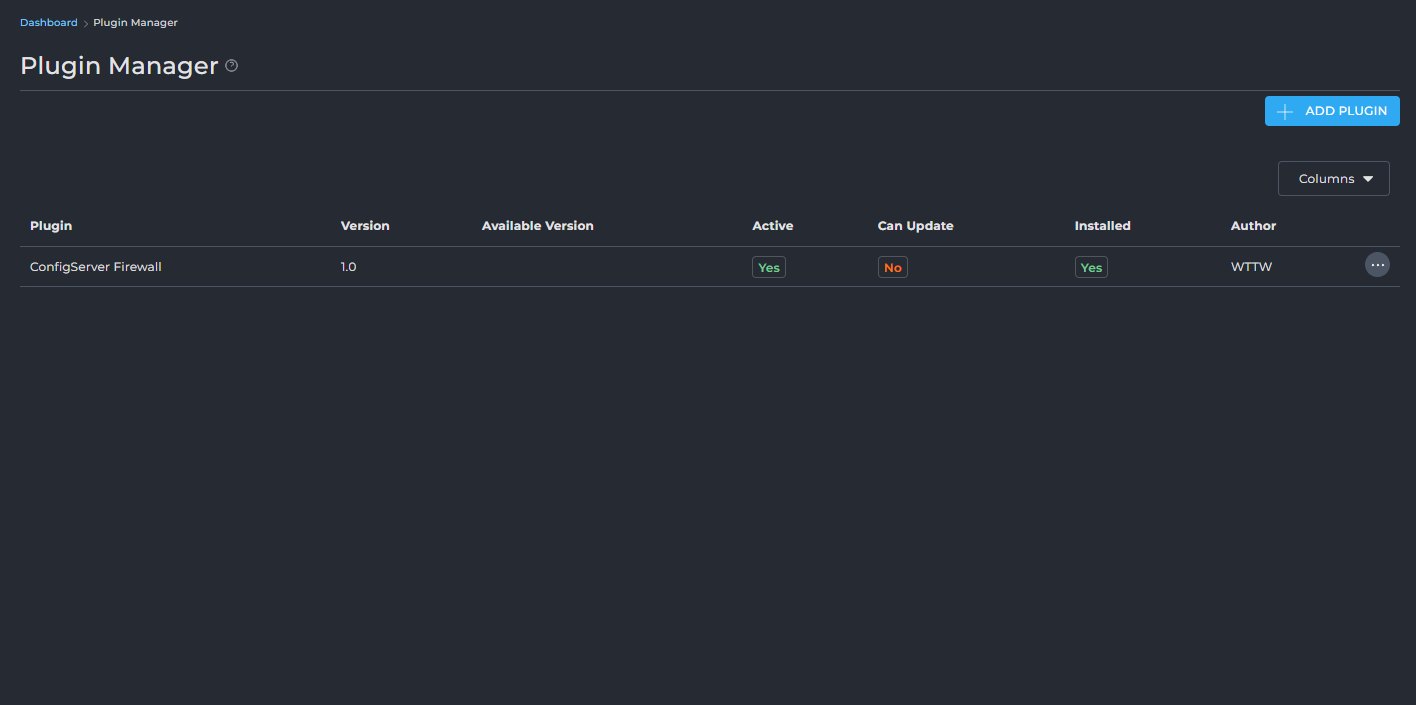 Dashboard > Plugin Manager
Plugin Manager ?
ADD PLUGIN
Columns
Plugin Version Available Version Active Can Update Installed Author
ConfigServer Firewall 1.0 Yes No Yes WTTW